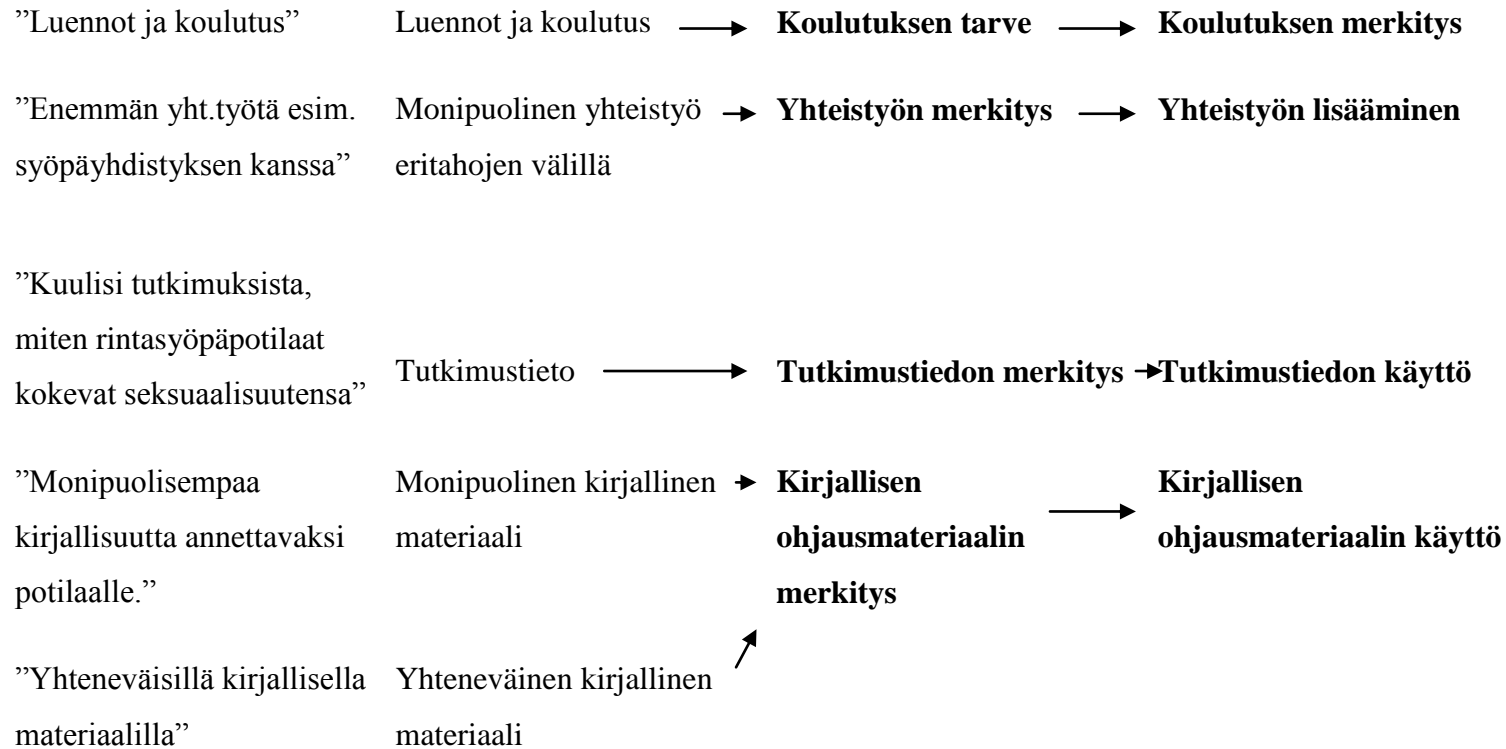 ”Luennot ja koulutus” Luennot ja koulutus Koulutuksen tarve Koulutuksen merkitys
”Enemmän yht.työtä esim. Monipuolinen yhteistyö Yhteistyön merkitys Yhteistyön lisääminen
syöpäyhdistyksen kanssa” eritahojen välillä
”Kuulisi tutkimuksista,
miten rintasyöpäpotilaat
kokevat seksuaalisuutensa” Tutkimustieto Tutkimustiedon merkitys Tutkimustiedon käyttö
”Monipuolisempaa Monipuolinen kirjallinen Kirjallisen Kirjallisen
kirjallisuutta annettavaksi materiaali ohjausmateriaalin ohjausmateriaalin käyttö
potilaalle.” merkitys
”Yhteneväisillä kirjallisella Yhteneväinen kirjallinen
materiaalilla” materiaali